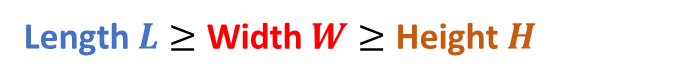 Length L ≥ Width W ≥ Height H